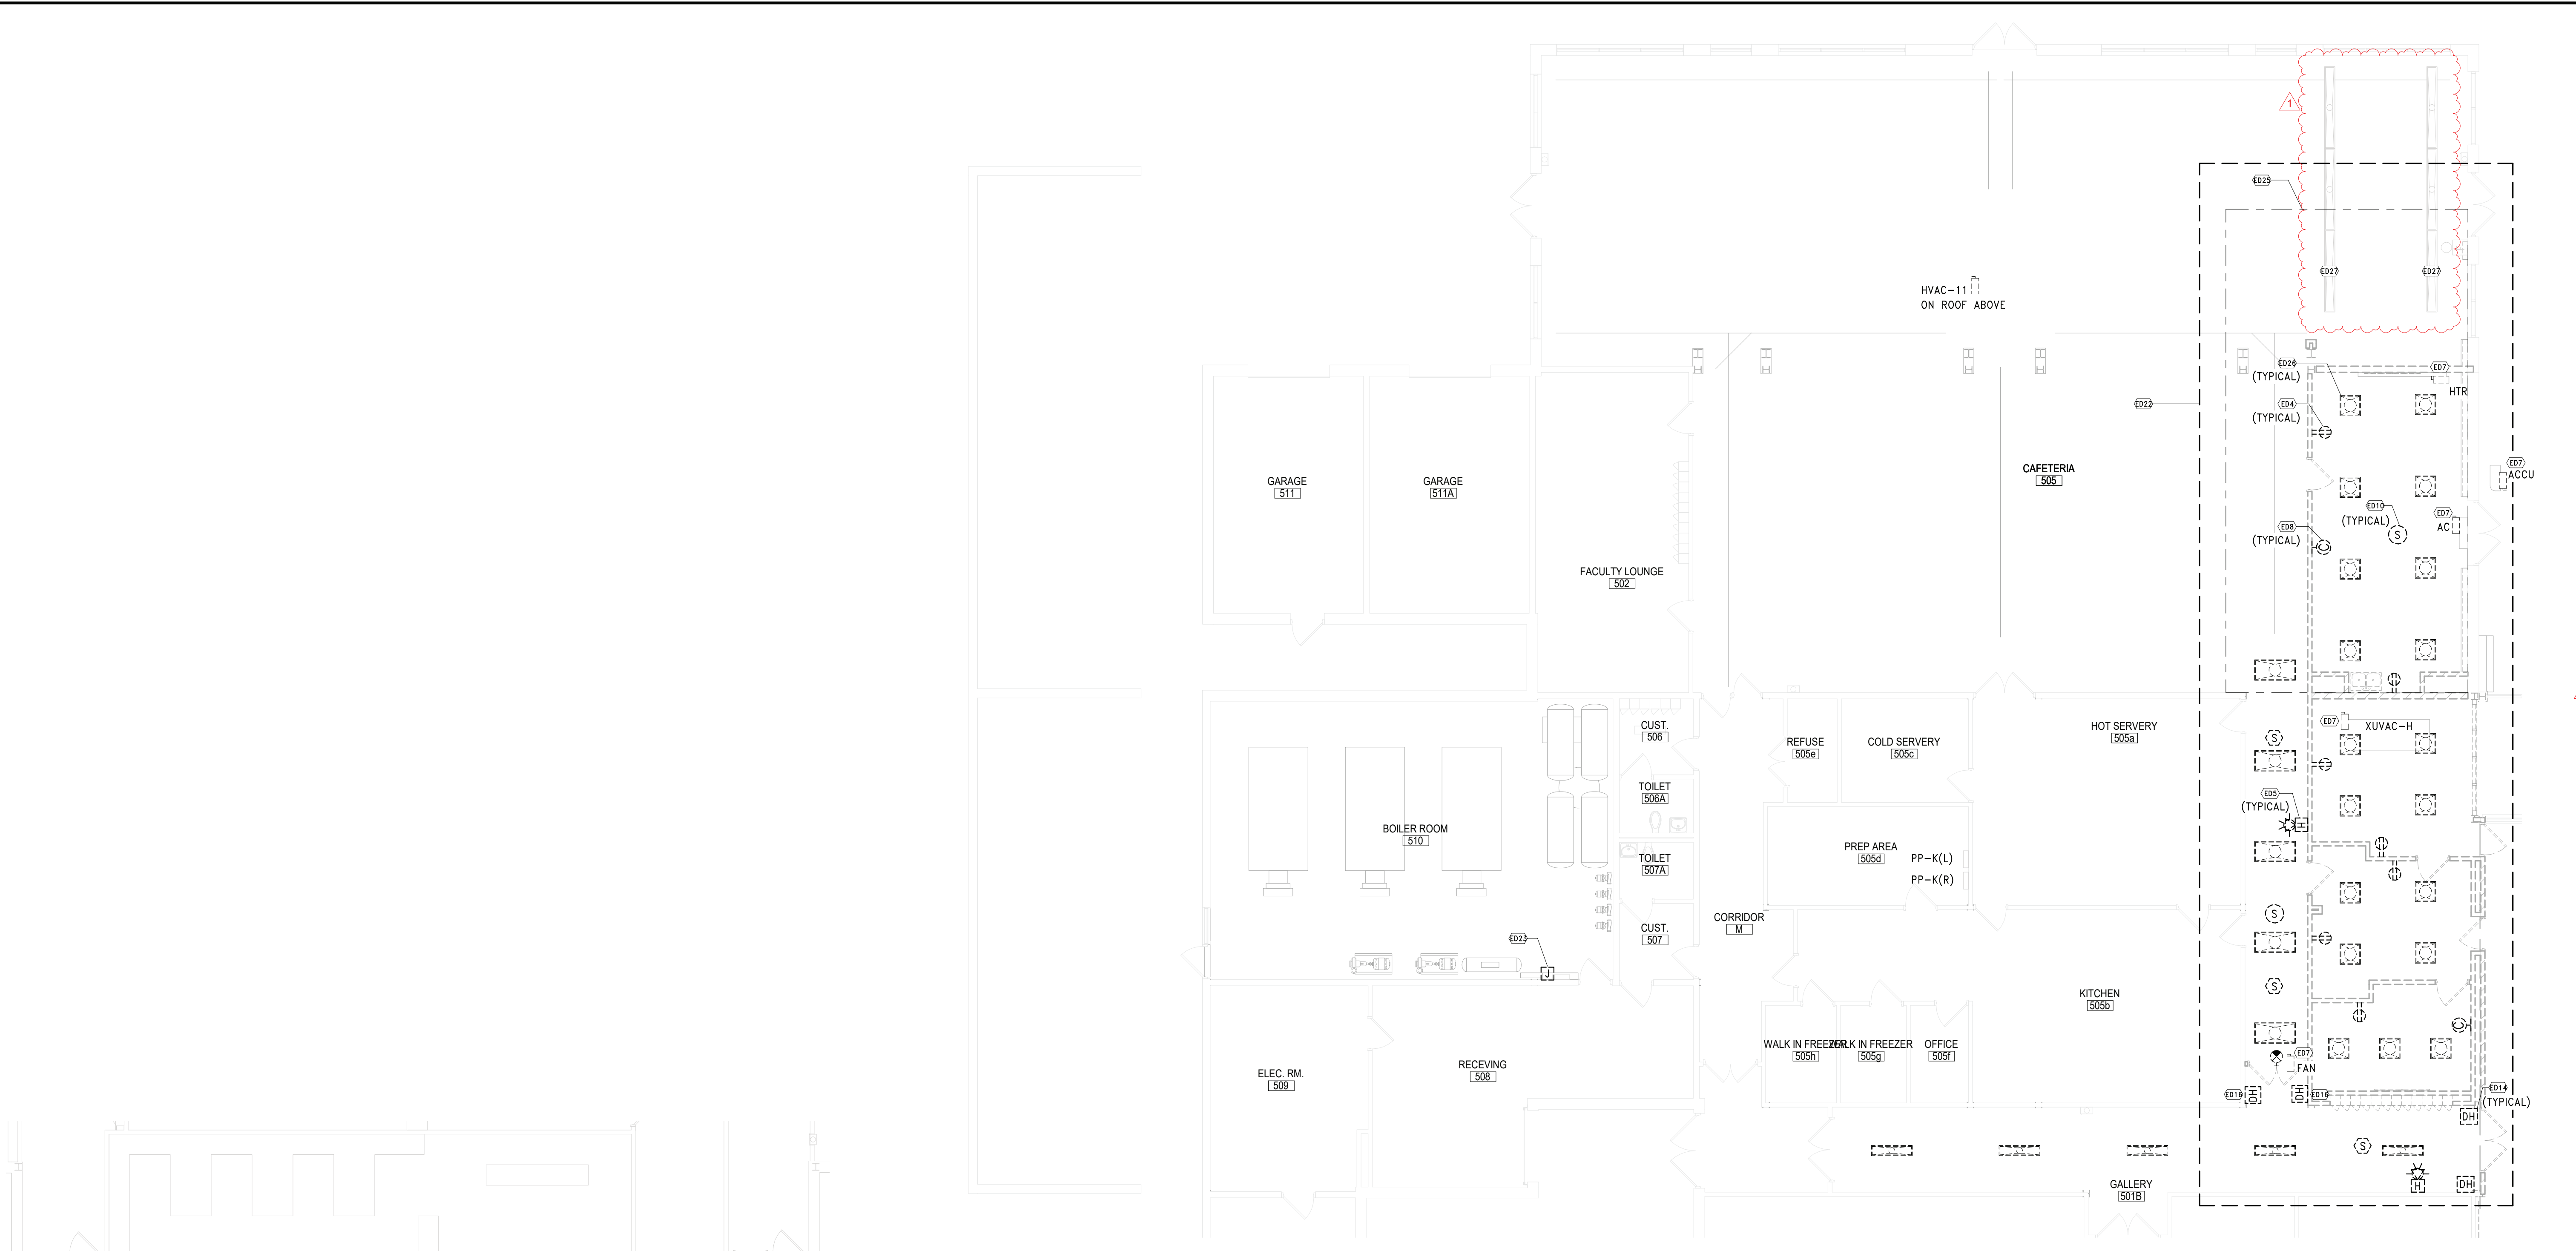 1
ED25
ED27
ED27
HVAC-11
ON ROOF ABOVE
ED26
(TYPICAL)
ED7
HTR
ED22
ED4
(TYPICAL)
CAFETERIA
505
ED7
ACCU
GARAGE
511
GARAGE
511A
ED10
(TYPICAL)
S
ED7
AC
ED8
(TYPICAL)
C
FACULTY LOUNGE
502
CUST.
506
REFUSE
505e
COLD SERVERY
505c
HOT SERVERY
505a
ED7
XUVAC-H
S
TOILET
506A
ED5
(TYPICAL)
H
BOILER ROOM
510
PREP AREA
505d
PP-K(L)
PP-K(R)
TOILET
507A
CORRIDOR
M
CUST.
507
S
ED23
J
S
KITCHEN
505b
C
WALK IN FREEZER
505h
WALK IN FREEZER
505g
OFFICE
505f
ED7
FAN
ELEC. RM.
509
RECEVING
508
ED16
DH
DH
ED16
ED14
(TYPICAL)
DH
S
GALLERY
501B
H
DH